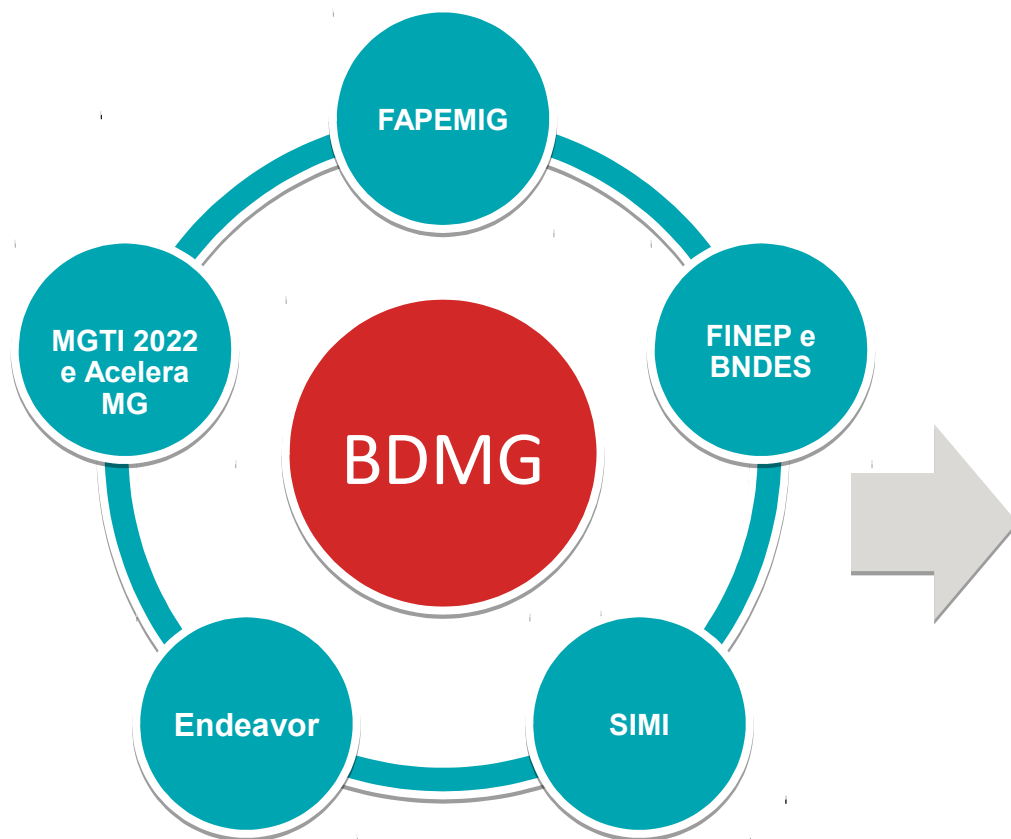 FAPEMIG
MGTI 2022
e Acelera
MG
FINEP e
BNDES
BDMG
Endeavor
SIMI